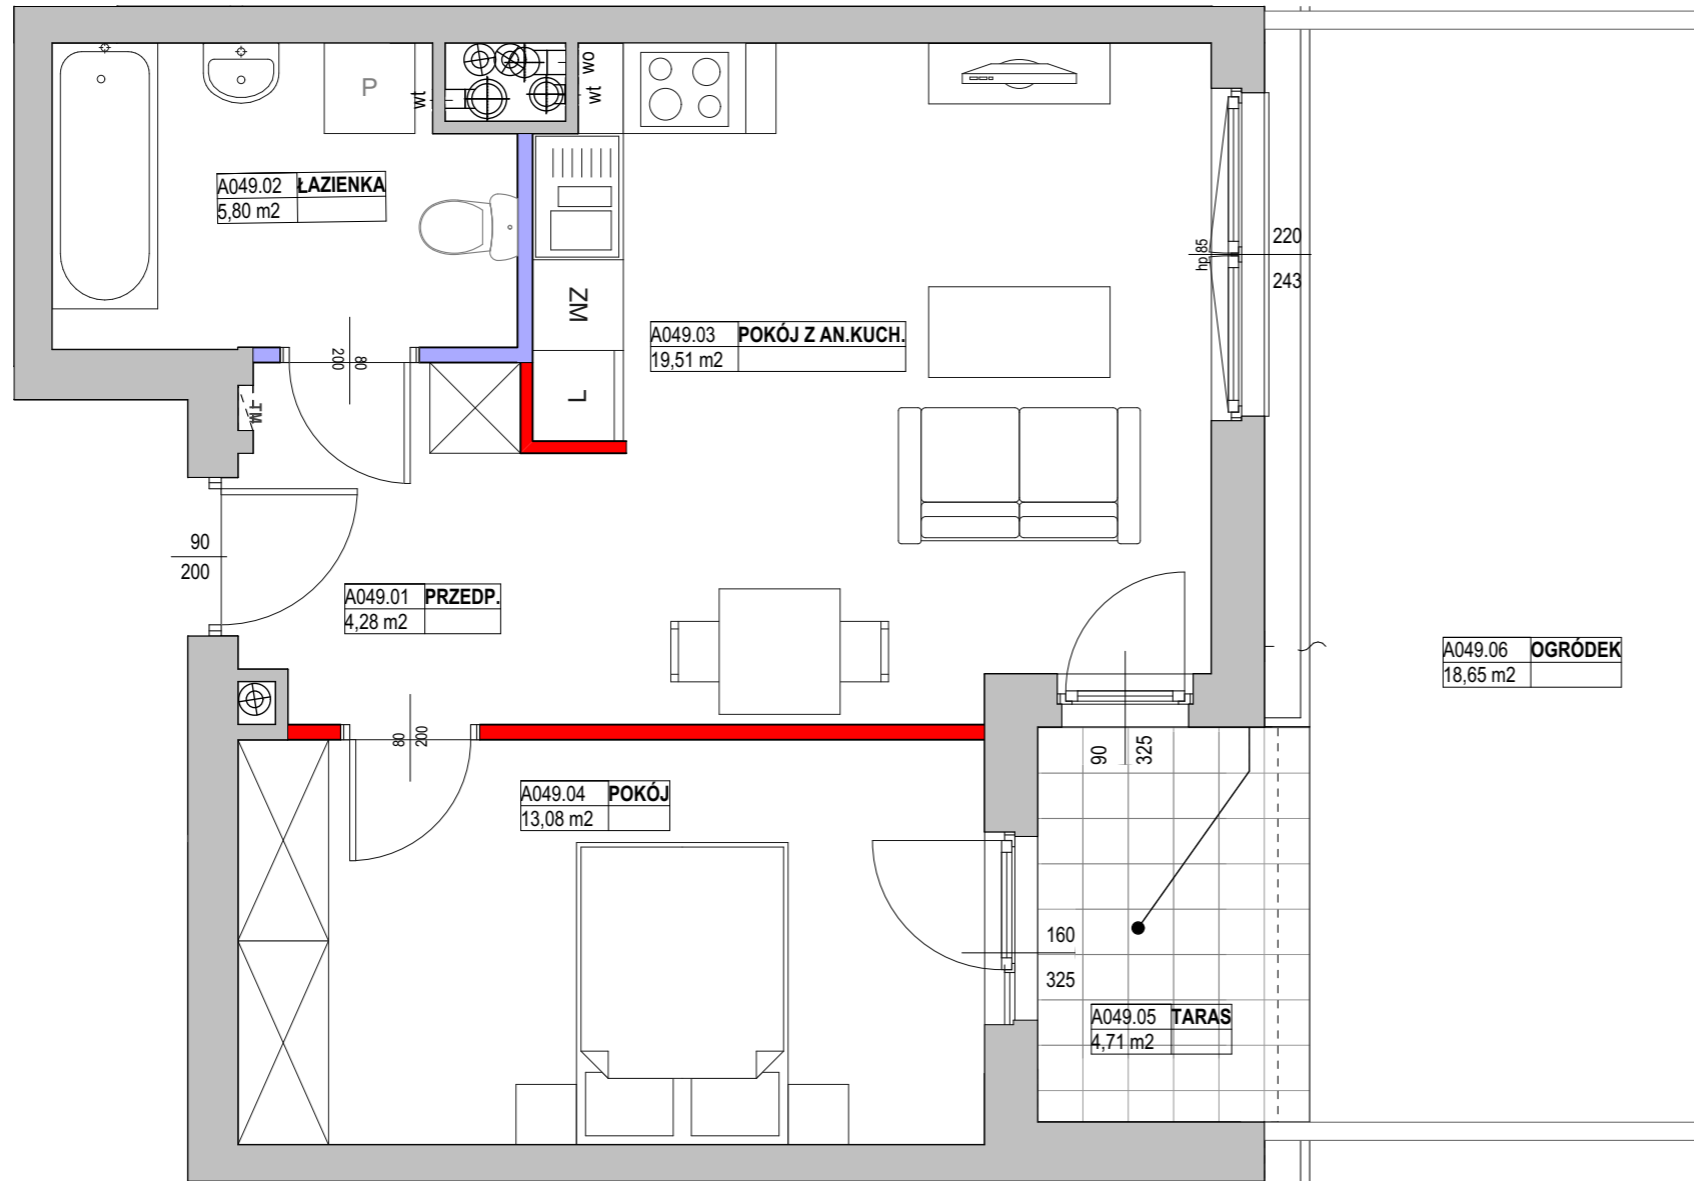 P
wt
wo
wt
A049.02 ŁAZIENKA
5,80 m2
ZM
L
A049.03 POKÓJ Z AN.KUCH.
19,51 m2
hp 85
220
243
80
200
TM
90
200
A049.01 PRZEDP.
4,28 m2
A049.06 OGRÓDEK
18,65 m2
80
200
90
325
A049.04 POKÓJ
13,08 m2
160
325
A049.05 TARAS
4,71 m2